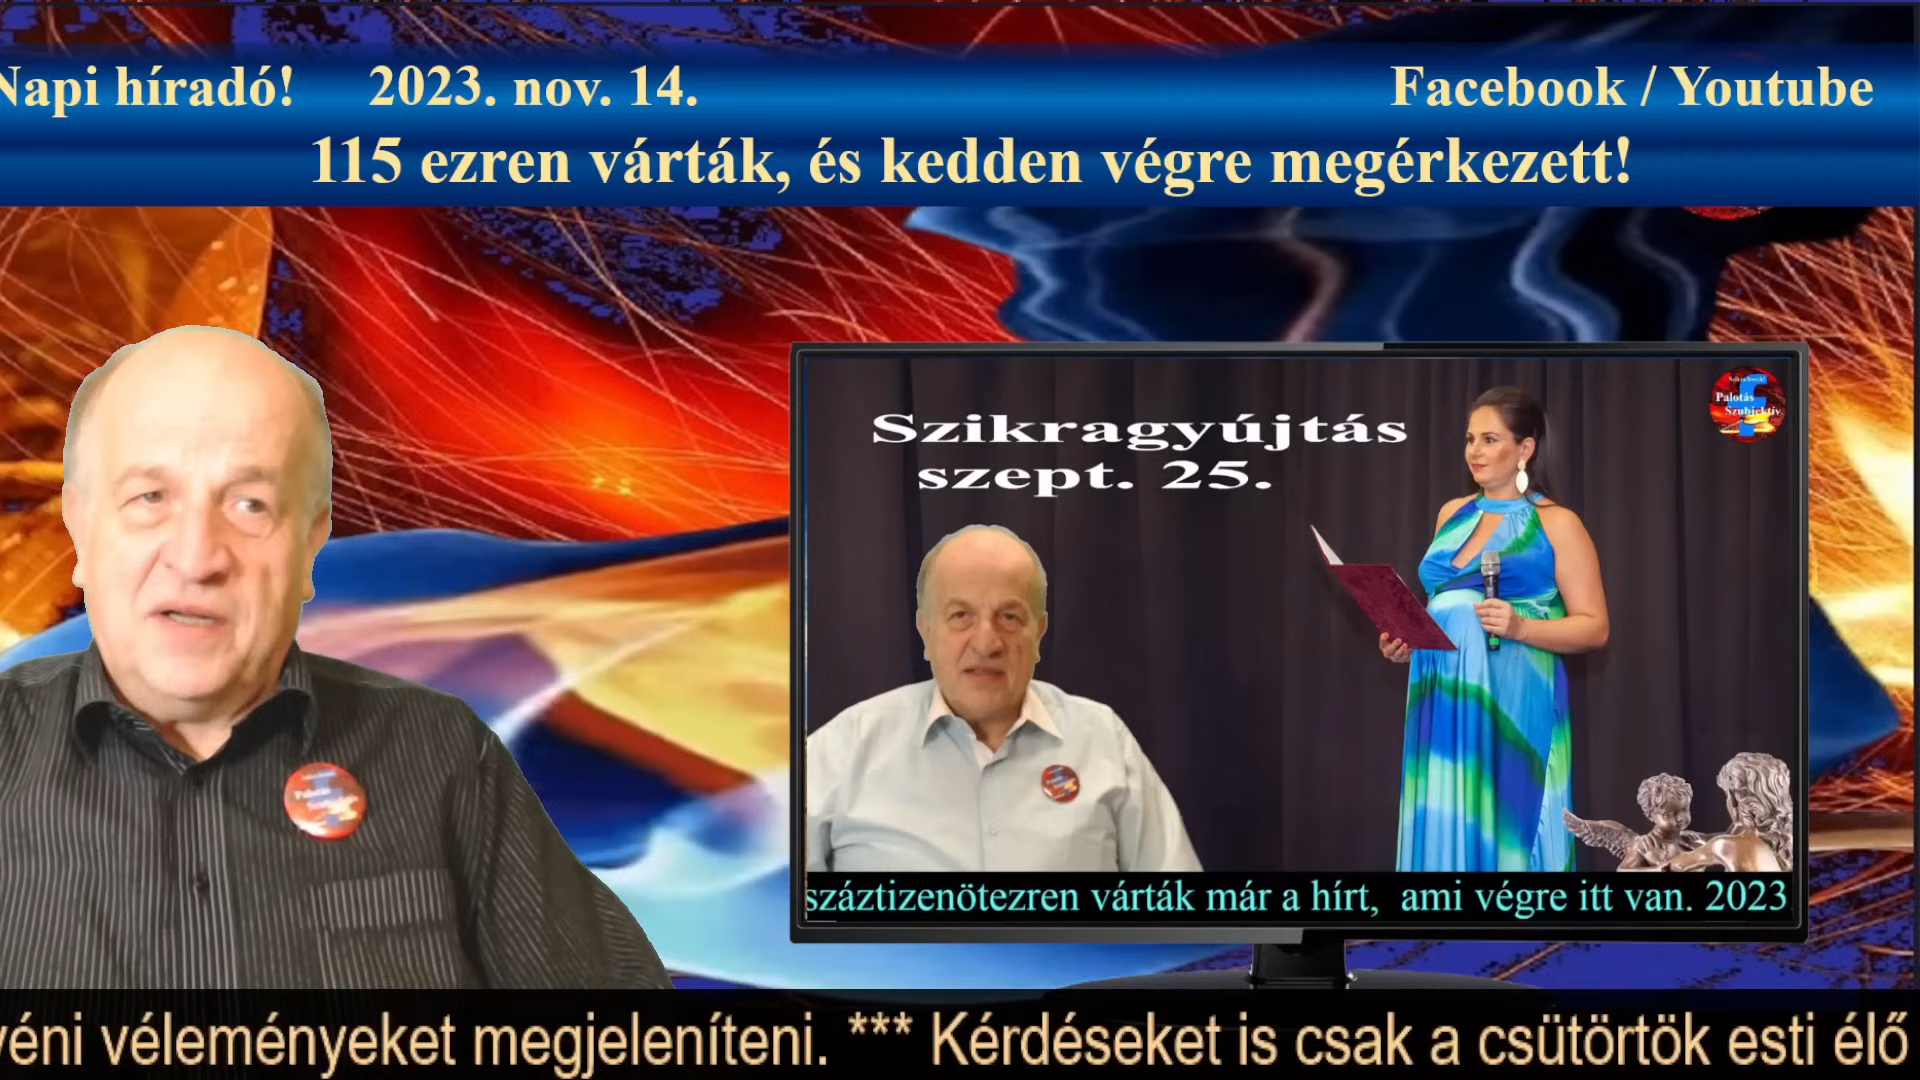 Napi híradó! 2023. nov. 14. Facebook / Youtube
115 ezren várták, és kedden végre megérkezett!
Szikragyújtás
szept. 25.
Palotás
Szubjektív
száztizenötezren várták már a hírt, ami végre itt van. 2023
véni véleményeket megjeleníteni. *** Kérdéseket is csak a csütörtök esti élő